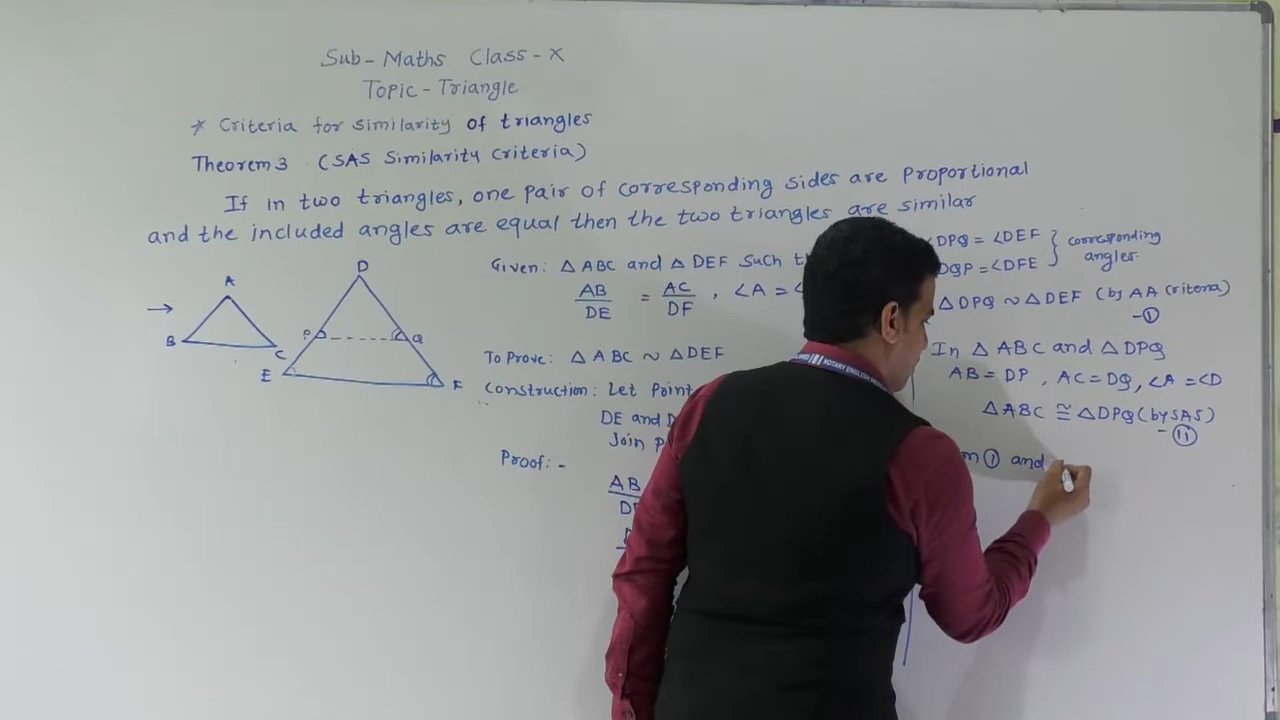 Sub- Maths Class - X
Topic - Triangle
* Criteria for similarity of triangles
Theorem 3 (SAS Similarity Criteria)
If in two triangles, one pair of corresponding sides are proportional
and the included angles are equal then the two triangles are similar
→
A
B
C
D
P
Q
E
F
Given: △ ABC and △ DEF such
AB/DE = AC/DF , ∠A =
To Prove: △ ABC ~ △DEF
Construction: Let Point
DE and
Join
Proof: -
AB
∠DPQ = ∠DEF
DQP = ∠DFE
} corresponding angles.
△DPQ ~ △DEF (by AA Critena)
- ①
In △ ABC and △DPQ
AB = DP , AC = DQ, ∠A = ∠D
△ABC ≅ △DPQ (by SAS)
- ⑪
① and
ROTARY ENGLISH